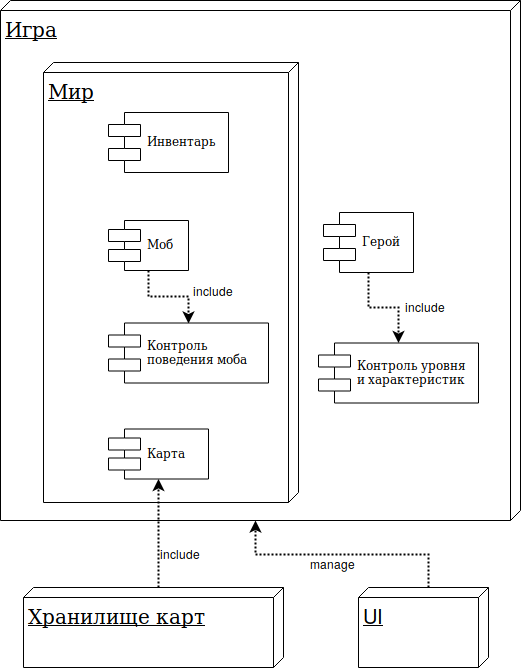 Игра
Мир
Инвентарь
Моб
include
Контроль
поведения моба
Карта
Герой
include
Контроль уровня
и характеристик
include
manage
Хранилище карт
UI